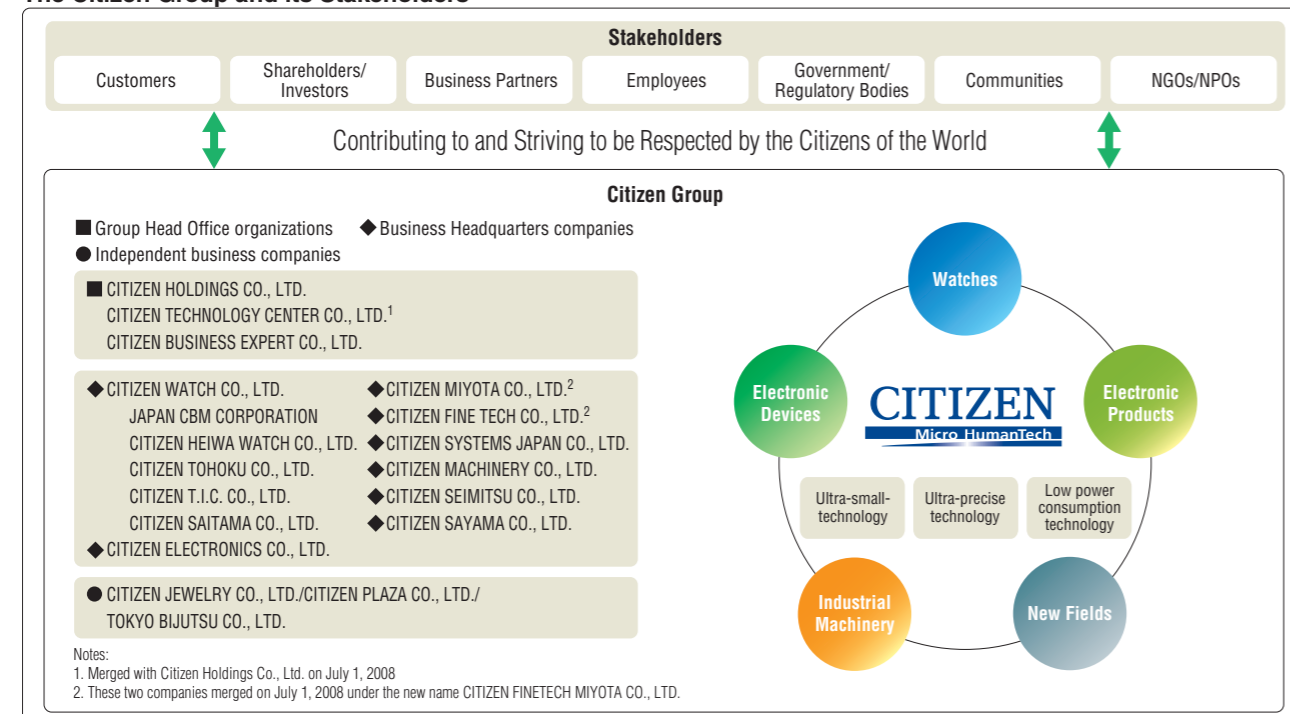 The Citizen Group and its Stakeholders
Stakeholders
Customers
Shareholders/
Investors
Business Partners
Employees
Government/
Regulatory Bodies
Communities
NGOs/NPOs
Contributing to and Striving to be Respected by the Citizens of the World
Citizen Group
■ Group Head Office organizations ◆ Business Headquarters companies
● Independent business companies
■ CITIZEN HOLDINGS CO., LTD.
CITIZEN TECHNOLOGY CENTER CO., LTD.1
CITIZEN BUSINESS EXPERT CO., LTD.
◆ CITIZEN WATCH CO., LTD.
JAPAN CBM CORPORATION
CITIZEN HEIWA WATCH CO., LTD.
CITIZEN TOHOKU CO., LTD.
CITIZEN T.I.C. CO., LTD.
CITIZEN SAITAMA CO., LTD.
◆ CITIZEN ELECTRONICS CO., LTD.
◆ CITIZEN MIYOTA CO., LTD.2
◆ CITIZEN FINE TECH CO., LTD.2
◆ CITIZEN SYSTEMS JAPAN CO., LTD.
◆ CITIZEN MACHINERY CO., LTD.
◆ CITIZEN SEIMITSU CO., LTD.
◆ CITIZEN SAYAMA CO., LTD.
● CITIZEN JEWELRY CO., LTD./CITIZEN PLAZA CO., LTD./
TOKYO BIJUTSU CO., LTD.
Notes:
1. Merged with Citizen Holdings Co., Ltd. on July 1, 2008
2. These two companies merged on July 1, 2008 under the new name CITIZEN FINETECH MIYOTA CO., LTD.
Watches
Electronic
Devices
CITIZEN
Micro HumanTech
Electronic
Products
Ultra-small-
technology
Ultra-precise
technology
Low power
consumption
technology
Industrial
Machinery
New Fields